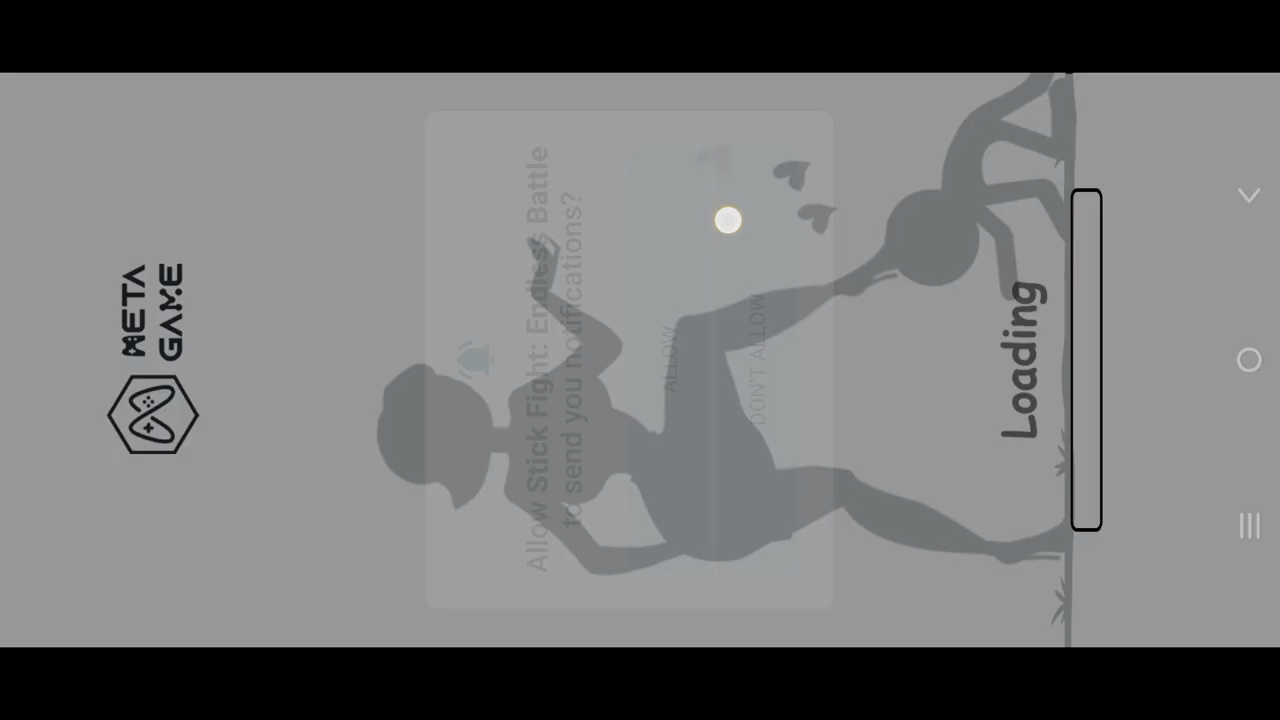 META
GAME
Allow Stick Fight: Endless Battle
to send you notifications?
ALLOW
DON'T ALLOW
Loading